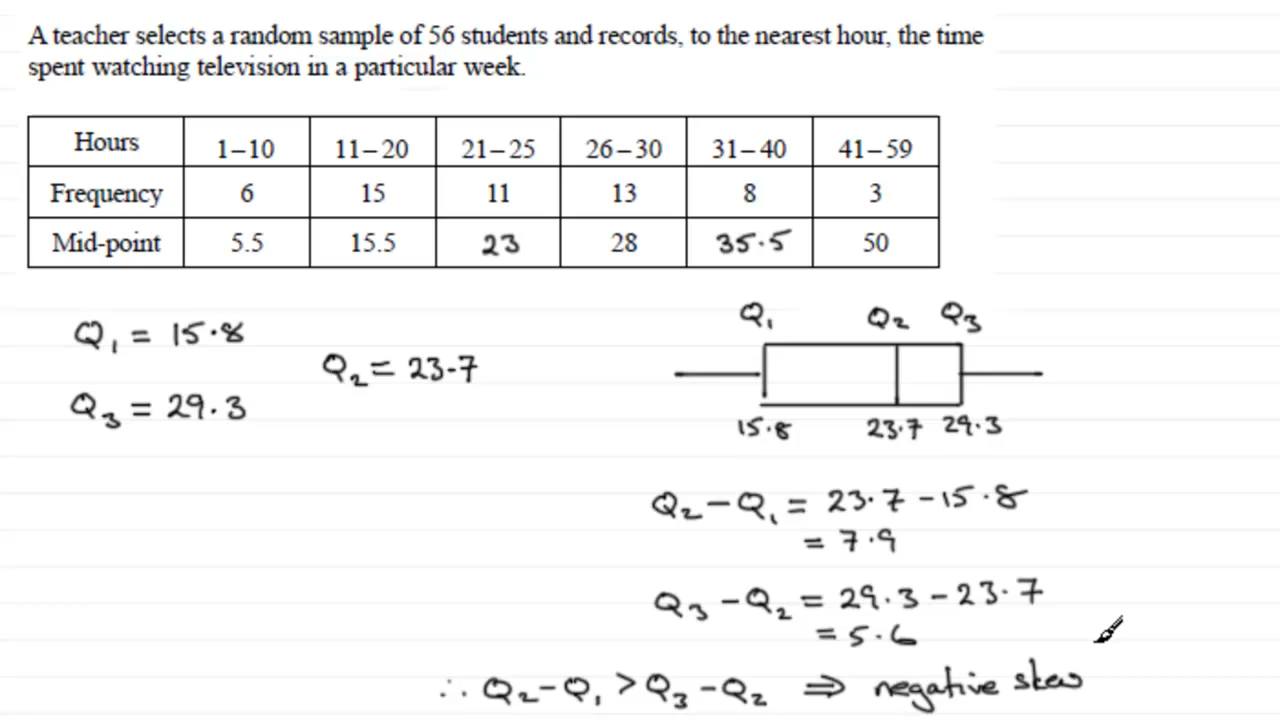 A teacher selects a random sample of 56 students and records, to the nearest hour, the time
spent watching television in a particular week.
Hours 1–10 11–20 21–25 26–30 31–40 41–59
Frequency 6 15 11 13 8 3
Mid-point 5.5 15.5 23 28 35.5 50
Q₁ = 15.8
Q₂ = 23.7
Q₃ = 29.3
Q₁ Q₂ Q₃
15.8 23.7 29.3
Q₂ − Q₁ = 23.7 − 15.8
= 7.9
Q₃ − Q₂ = 29.3 − 23.7
= 5.6
∴ Q₂ − Q₁ > Q₃ − Q₂ ⇒ negative skew